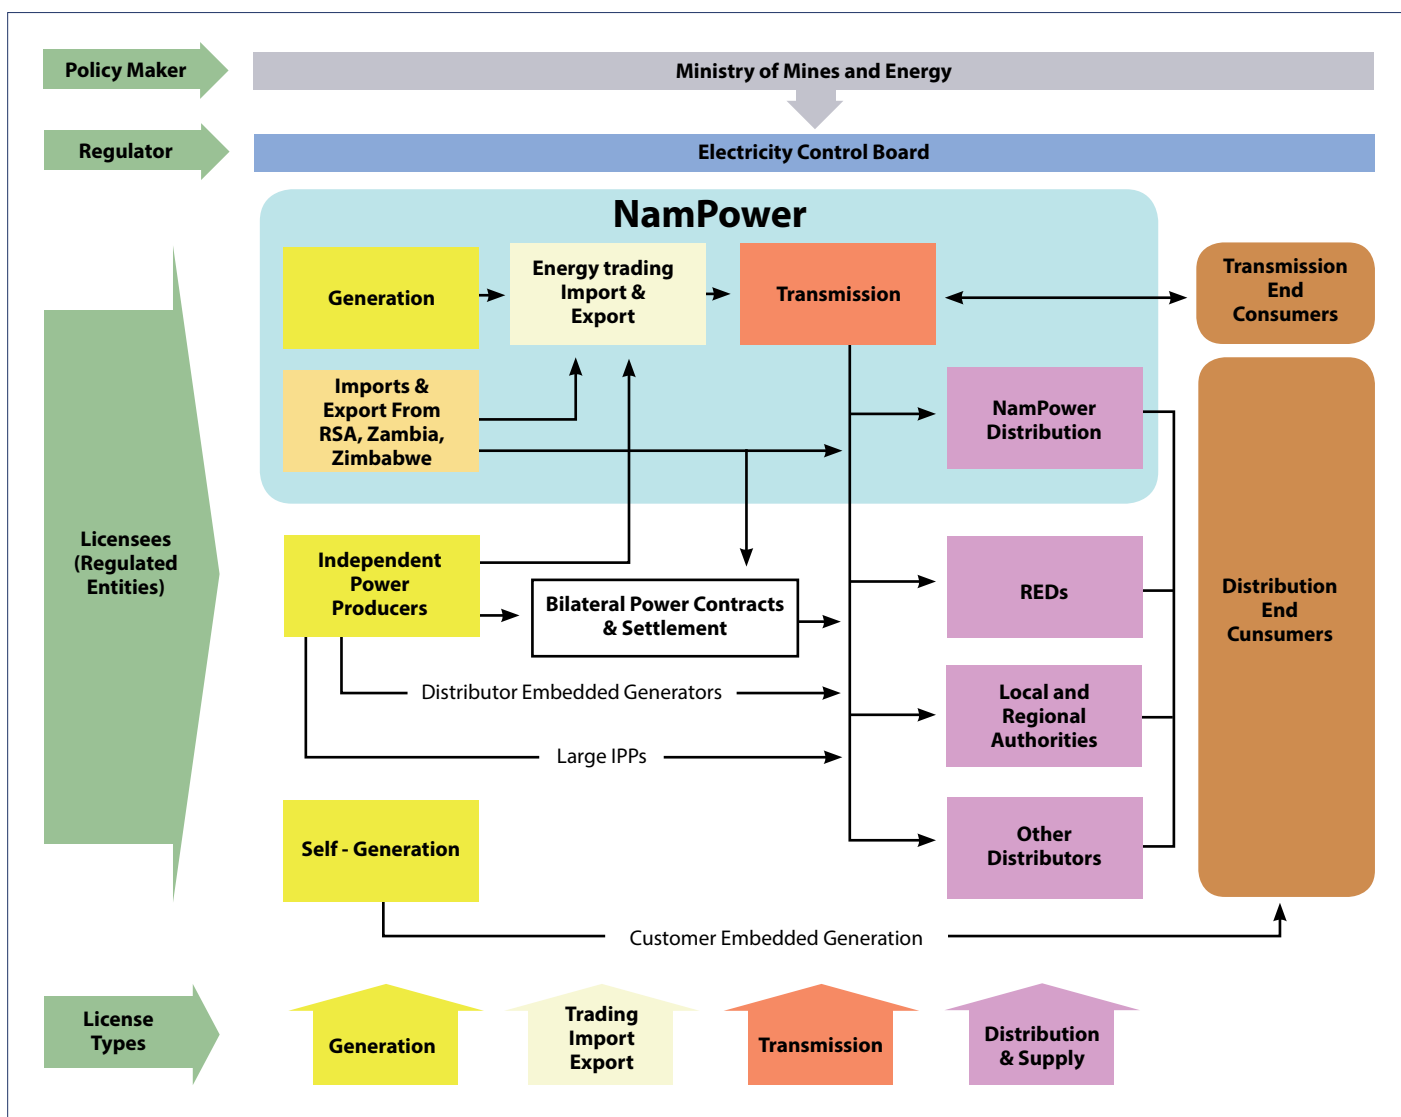 Policy Maker
Ministry of Mines and Energy
Regulator
Electricity Control Board
NamPower
Generation
Energy trading
Import &
Export
Transmission
Transmission
End
Consumers
Imports &
Export From
RSA, Zambia,
Zimbabwe
NamPower
Distribution
Licensees
(Regulated
Entities)
Independent
Power
Producers
Bilateral Power Contracts
& Settlement
REDs
Distribution
End
Cunsumers
Distributor Embedded Generators
Local and
Regional
Authorities
Large IPPs
Self - Generation
Other
Distributors
Customer Embedded Generation
License
Types
Generation
Trading
Import
Export
Transmission
Distribution
& Supply